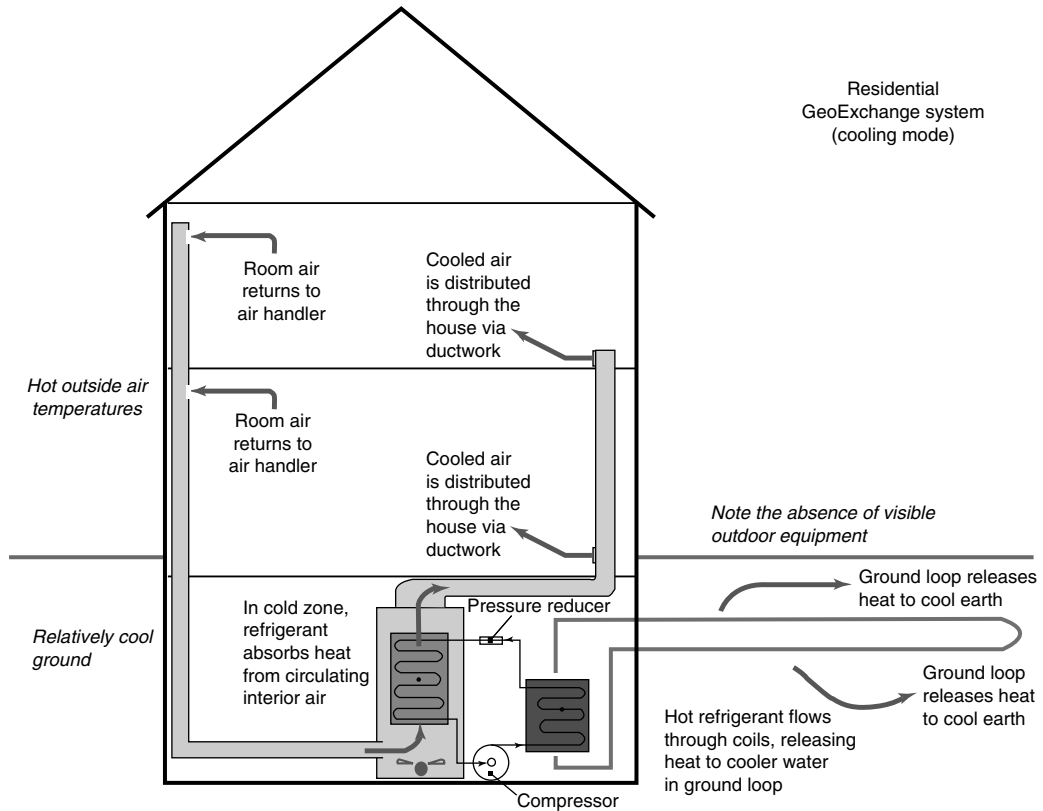 Residential
GeoExchange system
(cooling mode)
Room air
returns to
air handler
Cooled air
is distributed
through the
house via
ductwork
Hot outside air
temperatures
Room air
returns to
air handler
Cooled air
is distributed
through the
house via
ductwork
Note the absence of visible
outdoor equipment
Ground loop releases
heat to cool earth
In cold zone,
refrigerant
absorbs heat
from circulating
interior air
Pressure reducer
Relatively cool
ground
Ground loop
releases heat
to cool earth
Hot refrigerant flows
through coils, releasing
heat to cooler water
in ground loop
Compressor